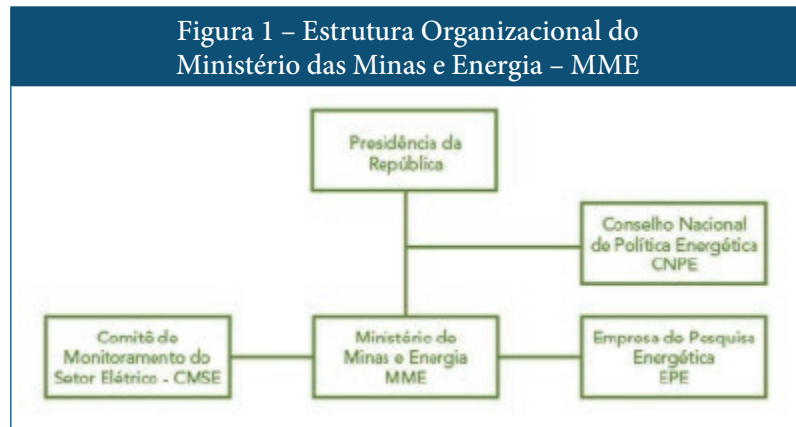 Figura 1 – Estrutura Organizacional do
Ministério das Minas e Energia – MME
Presidência da
República
Conselho Nacional
de Política Energética
CNPE
Comitê de
Monitoramento do
Setor Elétrico - CMSE
Ministério de
Minas e Energia
MME
Empresa de Pesquisa
Energética
EPE